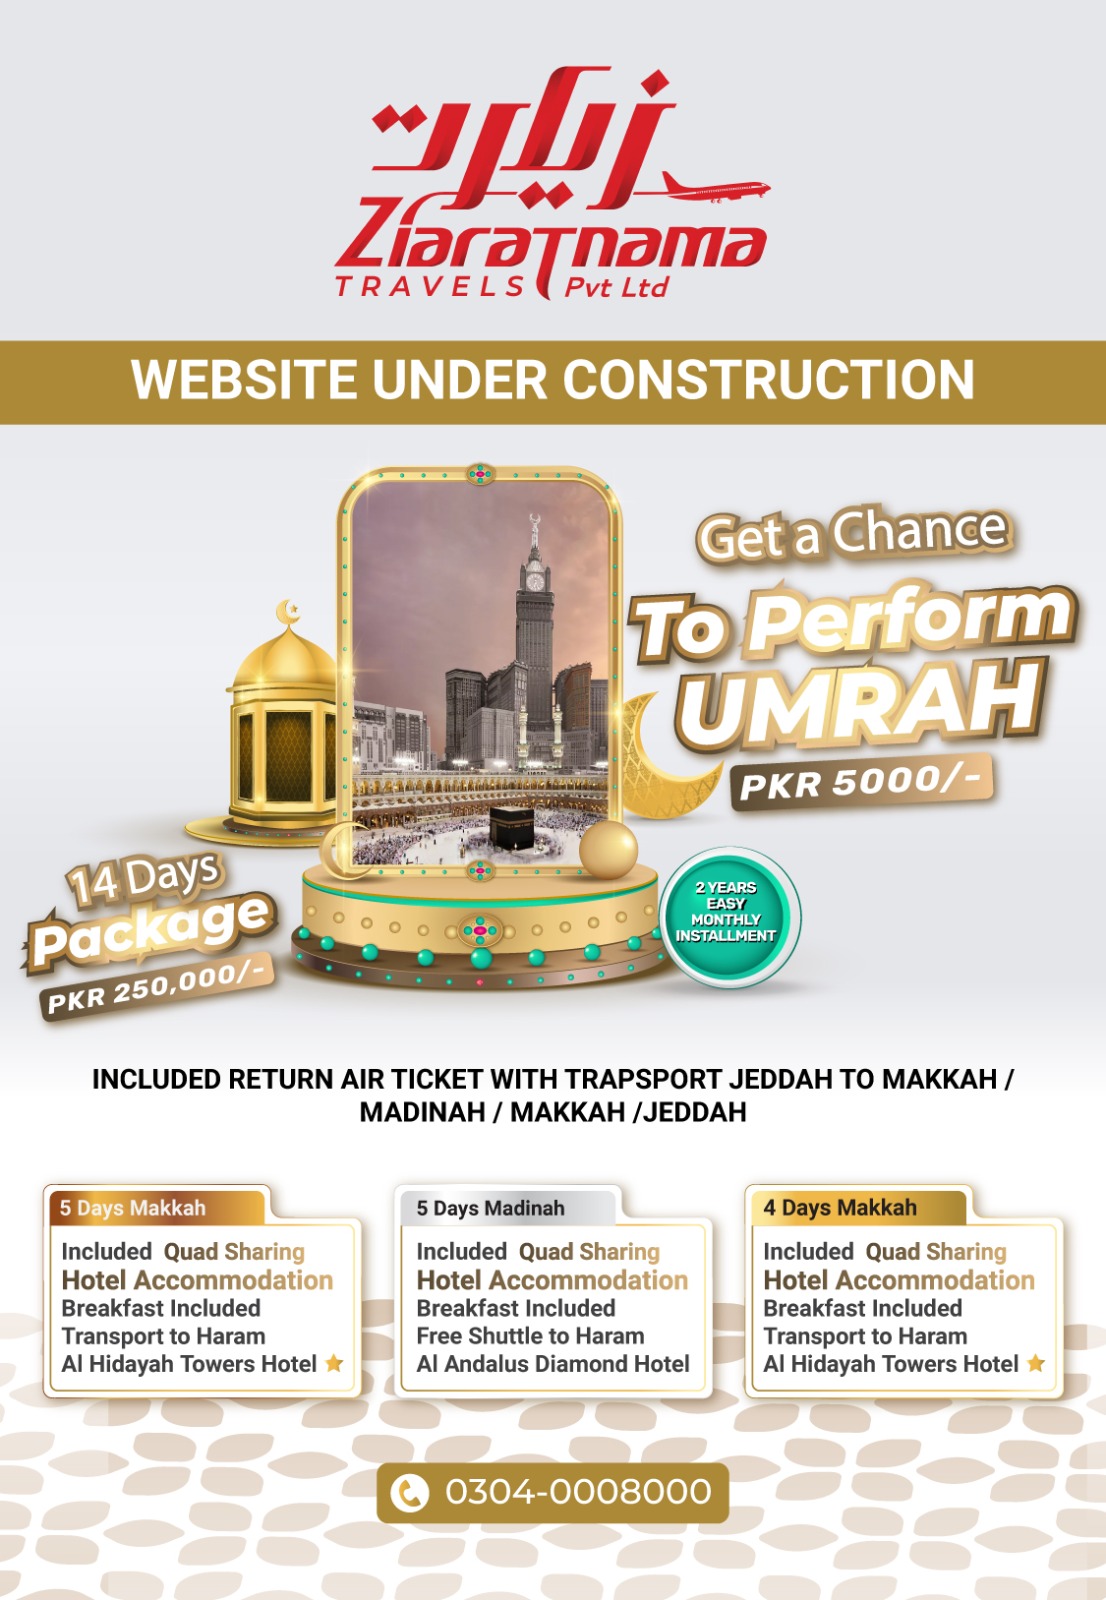 زیارت
Ziaratnama
TRAVELS Pvt Ltd
WEBSITE UNDER CONSTRUCTION
Get a Chance
To Perform
UMRAH
PKR 5000/-
14 Days
Package
PKR 250,000/-
2 YEARS
EASY
MONTHLY
INSTALLMENT
INCLUDED RETURN AIR TICKET WITH TRAPSPORT JEDDAH TO MAKKAH /
MADINAH / MAKKAH /JEDDAH
5 Days Makkah
Included Quad Sharing
Hotel Accommodation
Breakfast Included
Transport to Haram
Al Hidayah Towers Hotel
5 Days Madinah
Included Quad Sharing
Hotel Accommodation
Breakfast Included
Free Shuttle to Haram
Al Andalus Diamond Hotel
4 Days Makkah
Included Quad Sharing
Hotel Accommodation
Breakfast Included
Transport to Haram
Al Hidayah Towers Hotel
0304-0008000